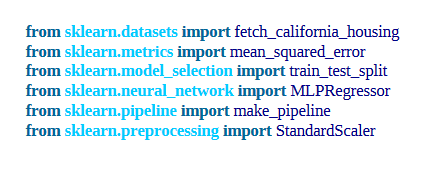 from sklearn.datasets import fetch_california_housing
from sklearn.metrics import mean_squared_error
from sklearn.model_selection import train_test_split
from sklearn.neural_network import MLPRegressor
from sklearn.pipeline import make_pipeline
from sklearn.preprocessing import StandardScaler